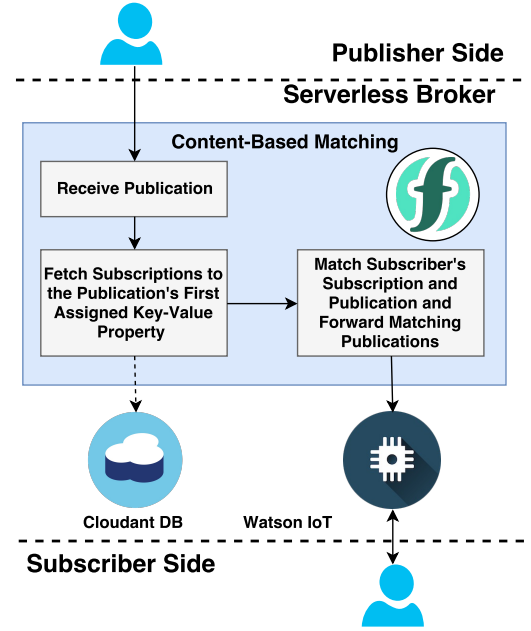 Publisher Side
Serverless Broker
Content-Based Matching
Receive Publication
Fetch Subscriptions to
the Publication's First
Assigned Key-Value
Property
Match Subscriber's
Subscription and
Publication and
Forward Matching
Publications
Cloudant DB
Watson IoT
Subscriber Side